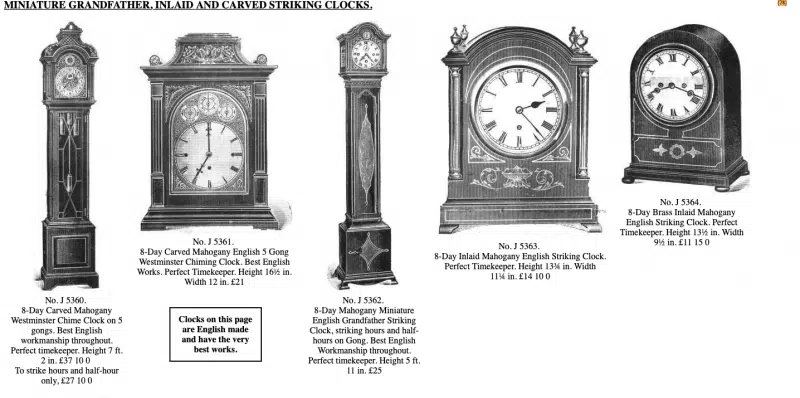 MINIATURE GRANDFATHER, INLAID AND CARVED STRIKING CLOCKS.
[78]
No. J 5360.
8-Day Carved Mahogany
Westminster Chime Clock on 5
gongs. Best English
workmanship throughout.
Perfect timekeeper. Height 7 ft.
2 in. £37 10 0
To strike hours and half-hour
only, £27 10 0
No. J 5361.
8-Day Carved Mahogany English 5 Gong
Westminster Chiming Clock. Best English
Works. Perfect Timekeeper. Height 16½ in.
Width 12 in. £21
Clocks on this page
are English made
and have the very
best works.
No. J 5362.
8-Day Mahogany Miniature
English Grandfather Striking
Clock, striking hours and half-
hours on Gong. Best English
Workmanship throughout.
Perfect timekeeper. Height 5 ft.
11 in. £25
No. J 5363.
8-Day Inlaid Mahogany English Striking Clock.
Perfect Timekeeper. Height 13¾ in. Width
11¼ in. £14 10 0
No. J 5364.
8-Day Brass Inlaid Mahogany
English Striking Clock. Perfect
Timekeeper. Height 13½ in. Width
9½ in. £11 15 0